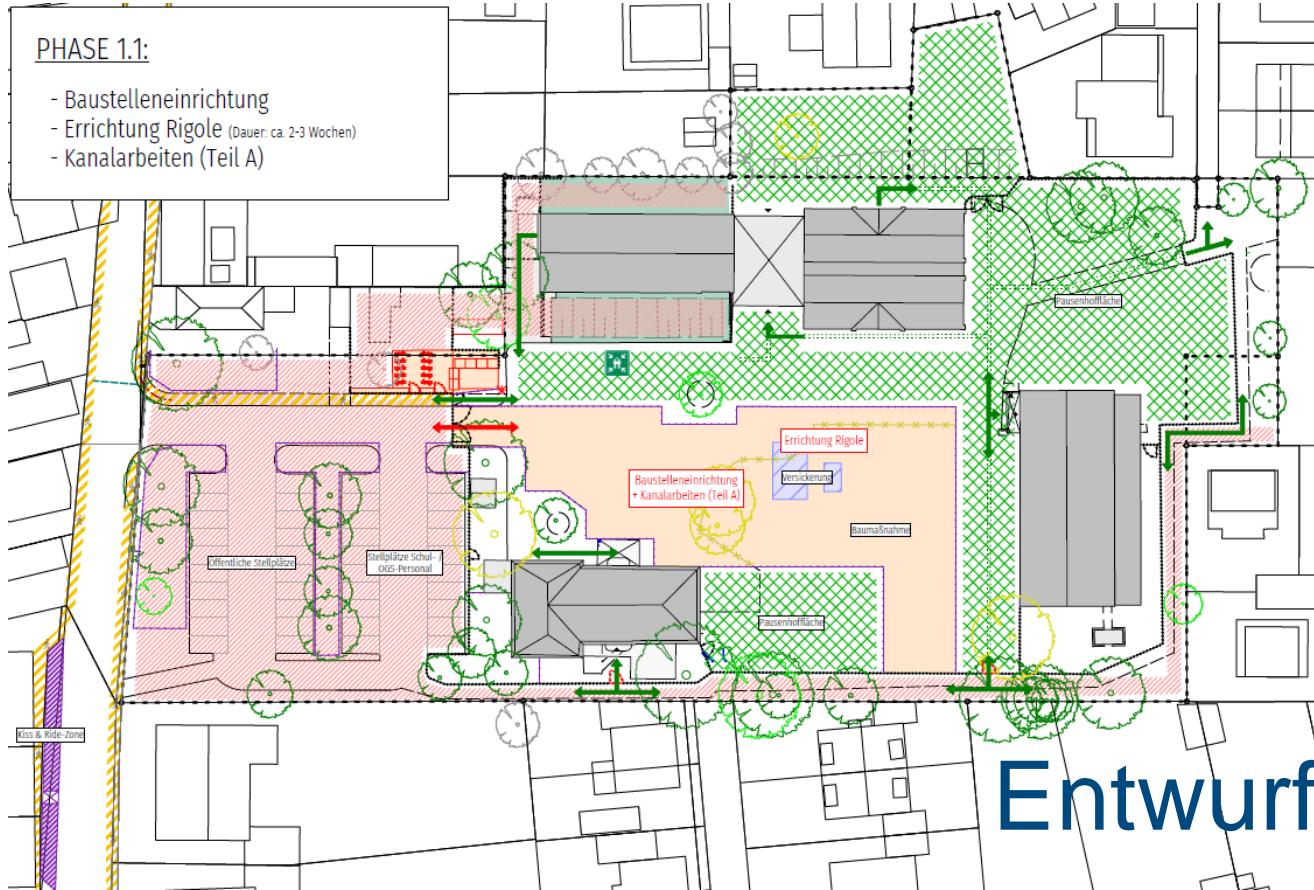 PHASE 1.1:
- Baustelleneinrichtung
- Errichtung Rigole (Dauer: ca. 2-3 Wochen)
- Kanalarbeiten (Teil A)
Pausenhoffläche
Errichtung Rigole
Versickerung
Baustelleneinrichtung
+ Kanalarbeiten (Teil A)
Baumaßnahme
Öffentliche Stellplätze
Stellplätze Schul- /
OGS-Personal
Pausenhoffläche
Kiss & Ride-Zone
Entwurf